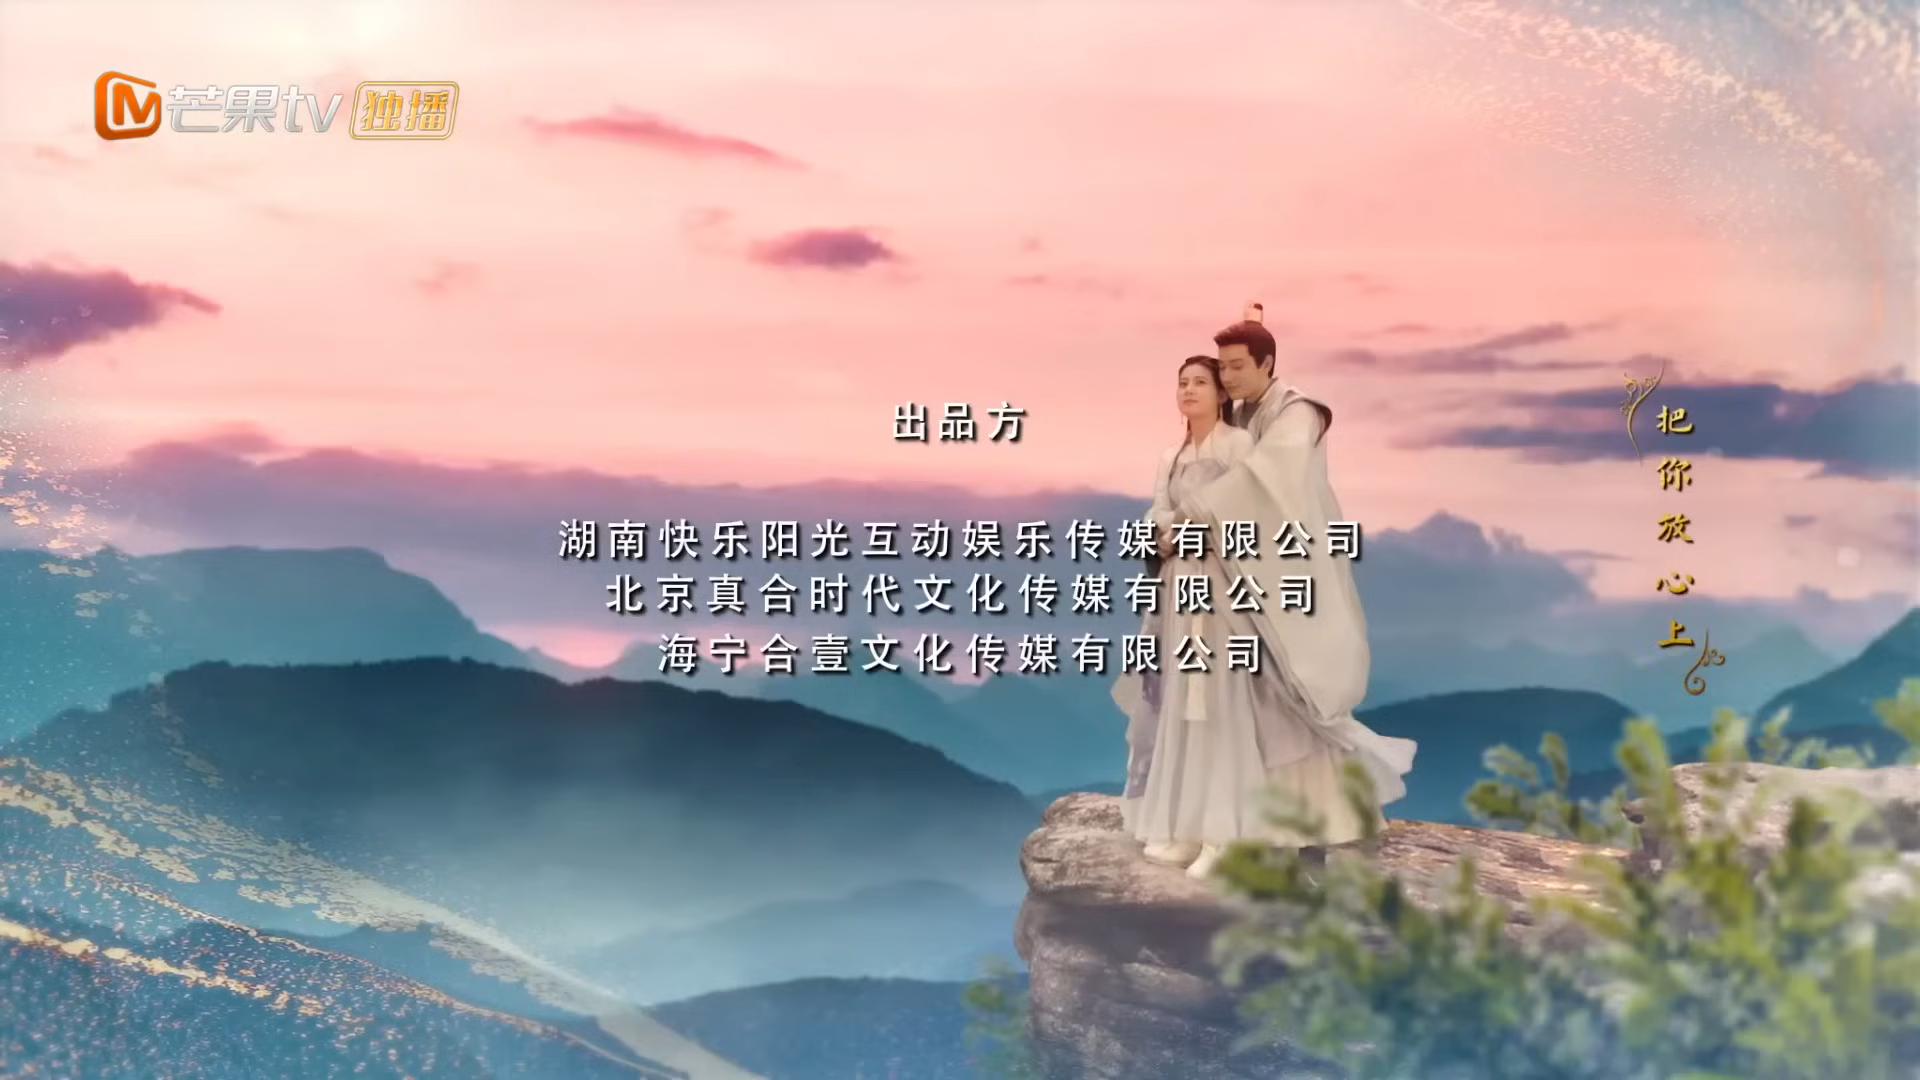 芒果tv 独播
出品方
湖南快乐阳光互动娱乐传媒有限公司
北京真合时代文化传媒有限公司
海宁合壹文化传媒有限公司
把你放心上